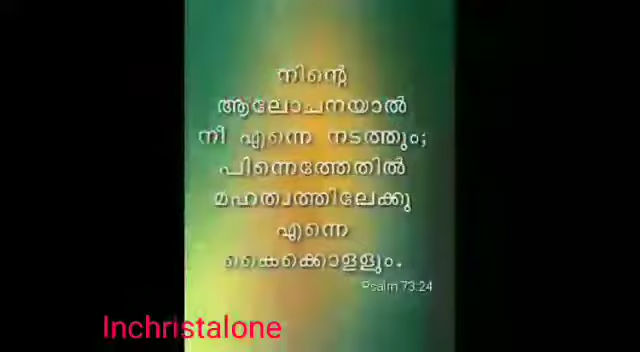 നിന്റെ
ആലോചനയാൽ
നീ എന്നെ നടത്തും;
പിന്നെത്തേതിൽ
മഹത്വത്തിലേക്കു
എന്നെ
കൈക്കൊള്ളും.
Psalm 73:24
Inchristalone